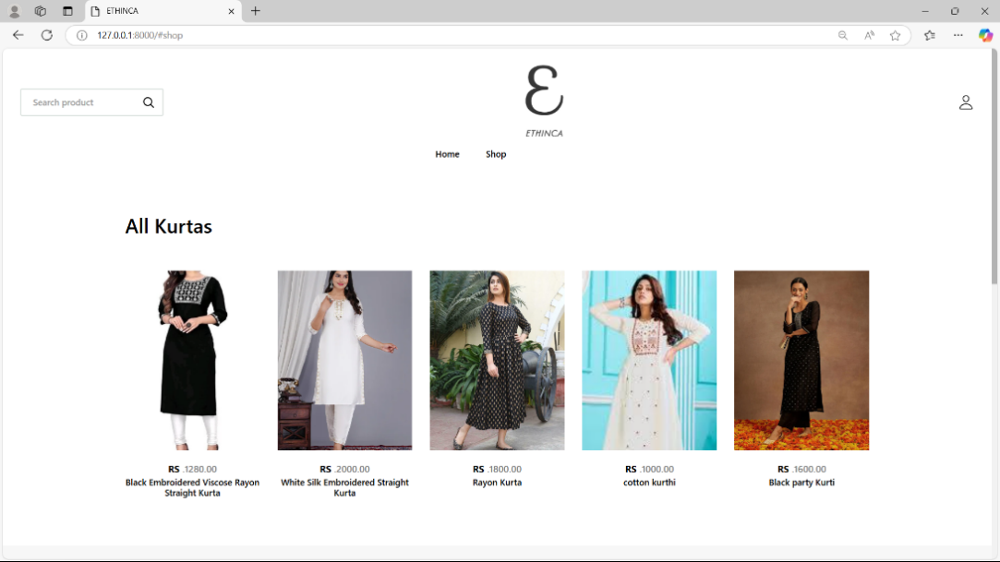 ETHINCA
127.0.0.1:8000/#shop
Search product
ETHINCA
Home Shop
All Kurtas
RS .1280.00
Black Embroidered Viscose Rayon
Straight Kurta
RS .2000.00
White Silk Embroidered Straight
Kurta
RS .1800.00
Rayon Kurta
RS .1000.00
cotton kurthi
RS .1600.00
Black party Kurti